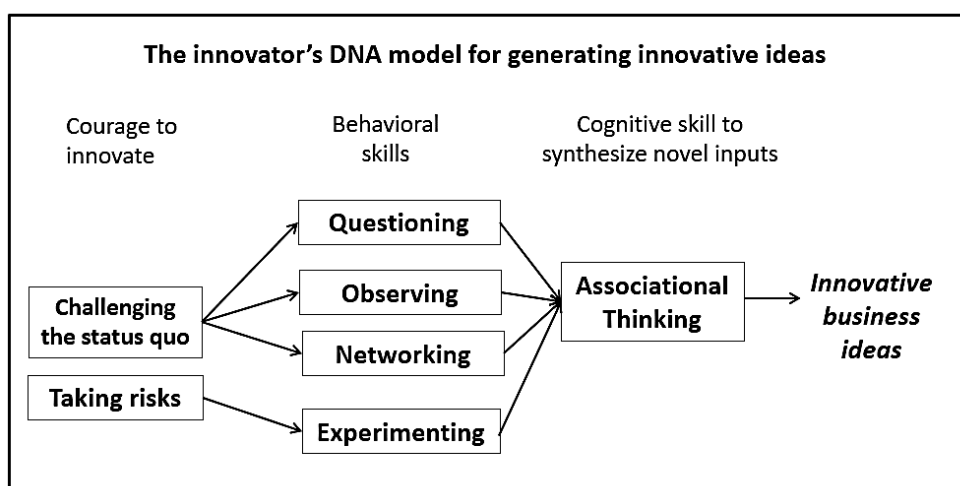 The innovator’s DNA model for generating innovative ideas
Courage to
innovate
Behavioral
skills
Cognitive skill to
synthesize novel inputs
Challenging
the status quo
Taking risks
Questioning
Observing
Networking
Experimenting
Associational
Thinking
Innovative
business
ideas